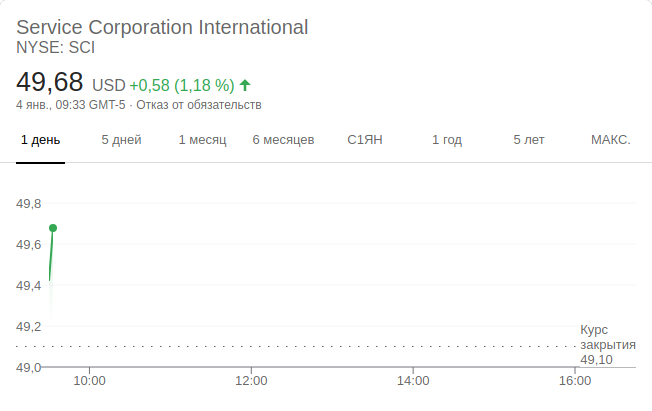 Service Corporation International
NYSE: SCI
49,68 USD +0,58 (1,18 %)
4 янв., 09:33 GMT-5 · Отказ от обязательств
1 день 5 дней 1 месяц 6 месяцев С1ЯН 1 год 5 лет МАКС.
49,8
49,6
49,4
49,2
49,0
Курс
закрытия
49,10
10:00 12:00 14:00 16:00